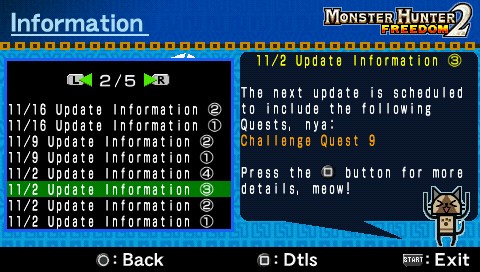 Information
MONSTER HUNTER
FREEDOM 2
L 2/5 R
11/16 Update Information ②
11/16 Update Information ①
11/9 Update Information ②
11/9 Update Information ①
11/2 Update Information ④
11/2 Update Information ③
11/2 Update Information ②
11/2 Update Information ①
11/2 Update Information ③
The next update is scheduled
to include the following
Quests, nya:
Challenge Quest 9
Press the button for more
details, meow!
: Back
: Dtls
START: Exit